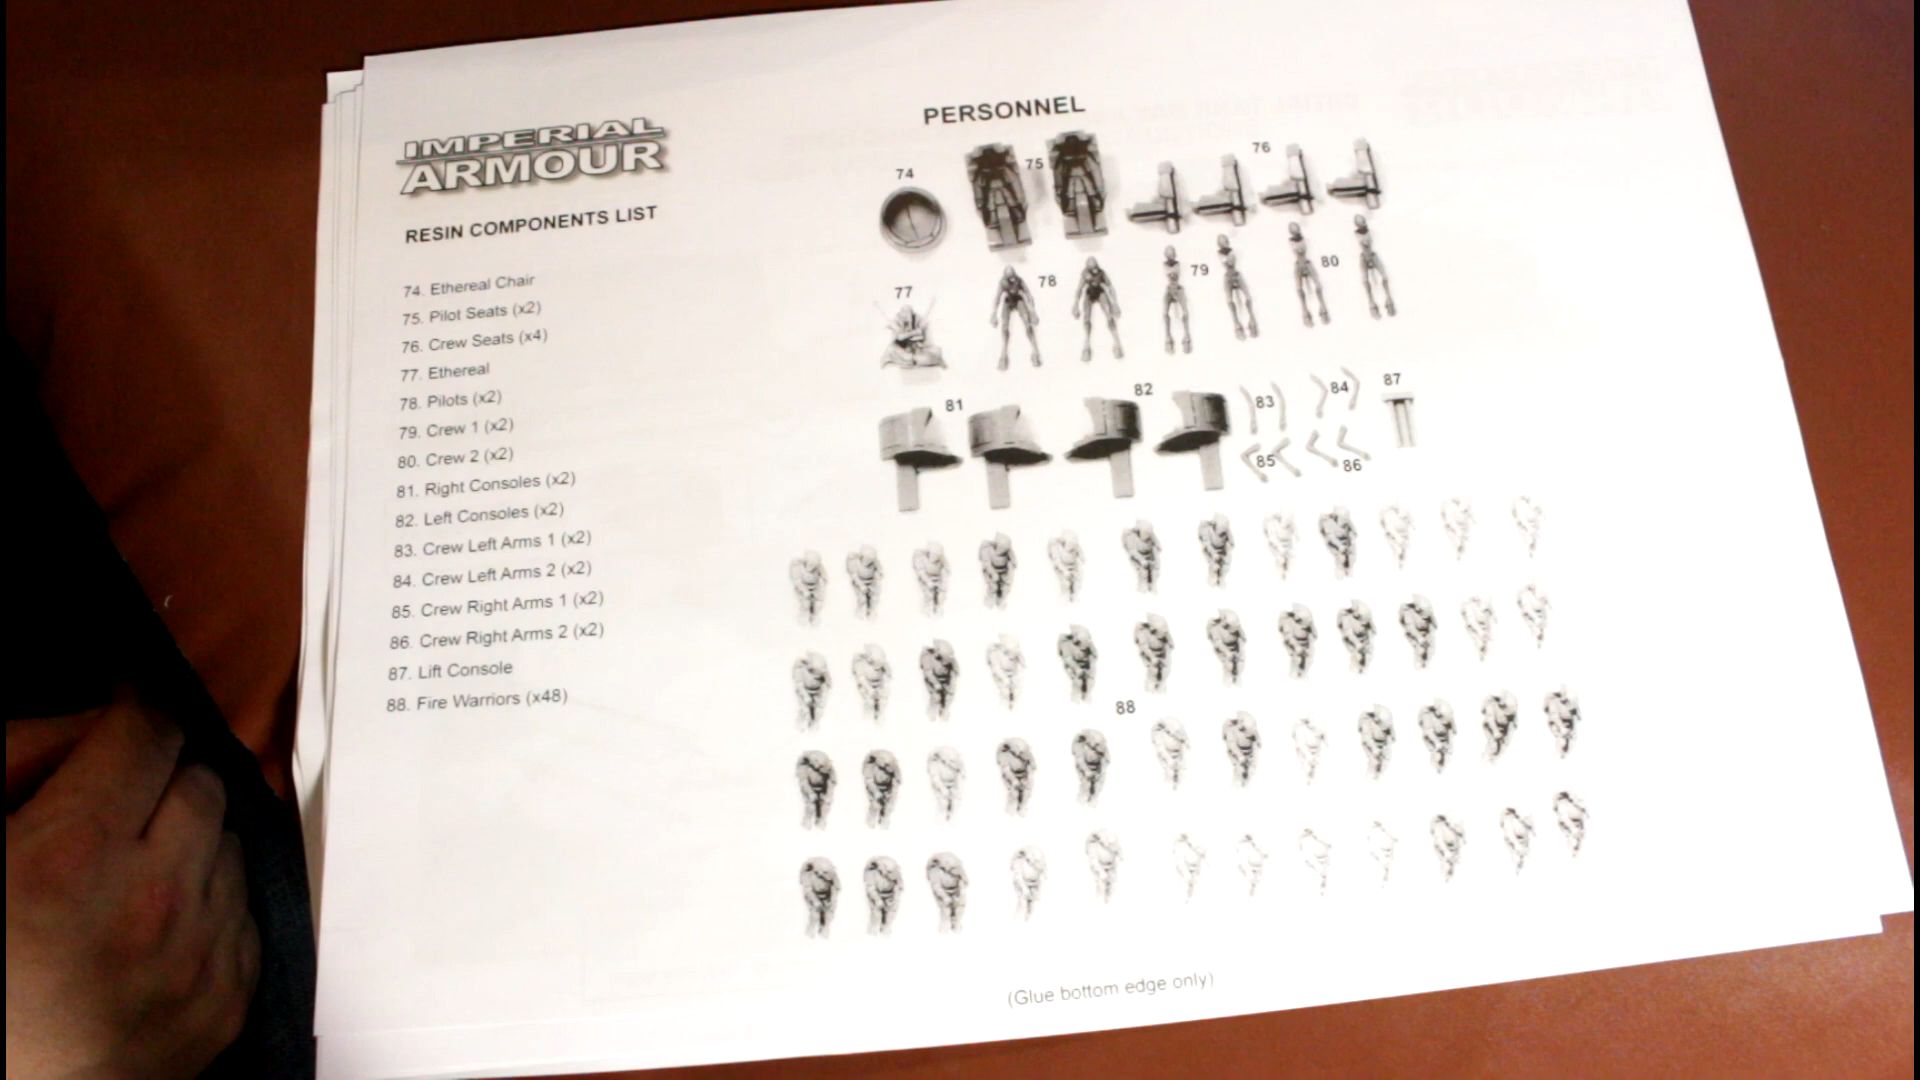 IMPERIAL
ARMOUR
RESIN COMPONENTS LIST
74. Ethereal Chair
75. Pilot Seats (x2)
76. Crew Seats (x4)
77. Ethereal
78. Pilots (x2)
79. Crew 1 (x2)
80. Crew 2 (x2)
81. Right Consoles (x2)
82. Left Consoles (x2)
83. Crew Left Arms 1 (x2)
84. Crew Left Arms 2 (x2)
85. Crew Right Arms 1 (x2)
86. Crew Right Arms 2 (x2)
87. Lift Console
88. Fire Warriors (x48)
PERSONNEL
74
75
76
77
78
79
80
81
82
83
84
87
85
86
88
(Glue bottom edge only)